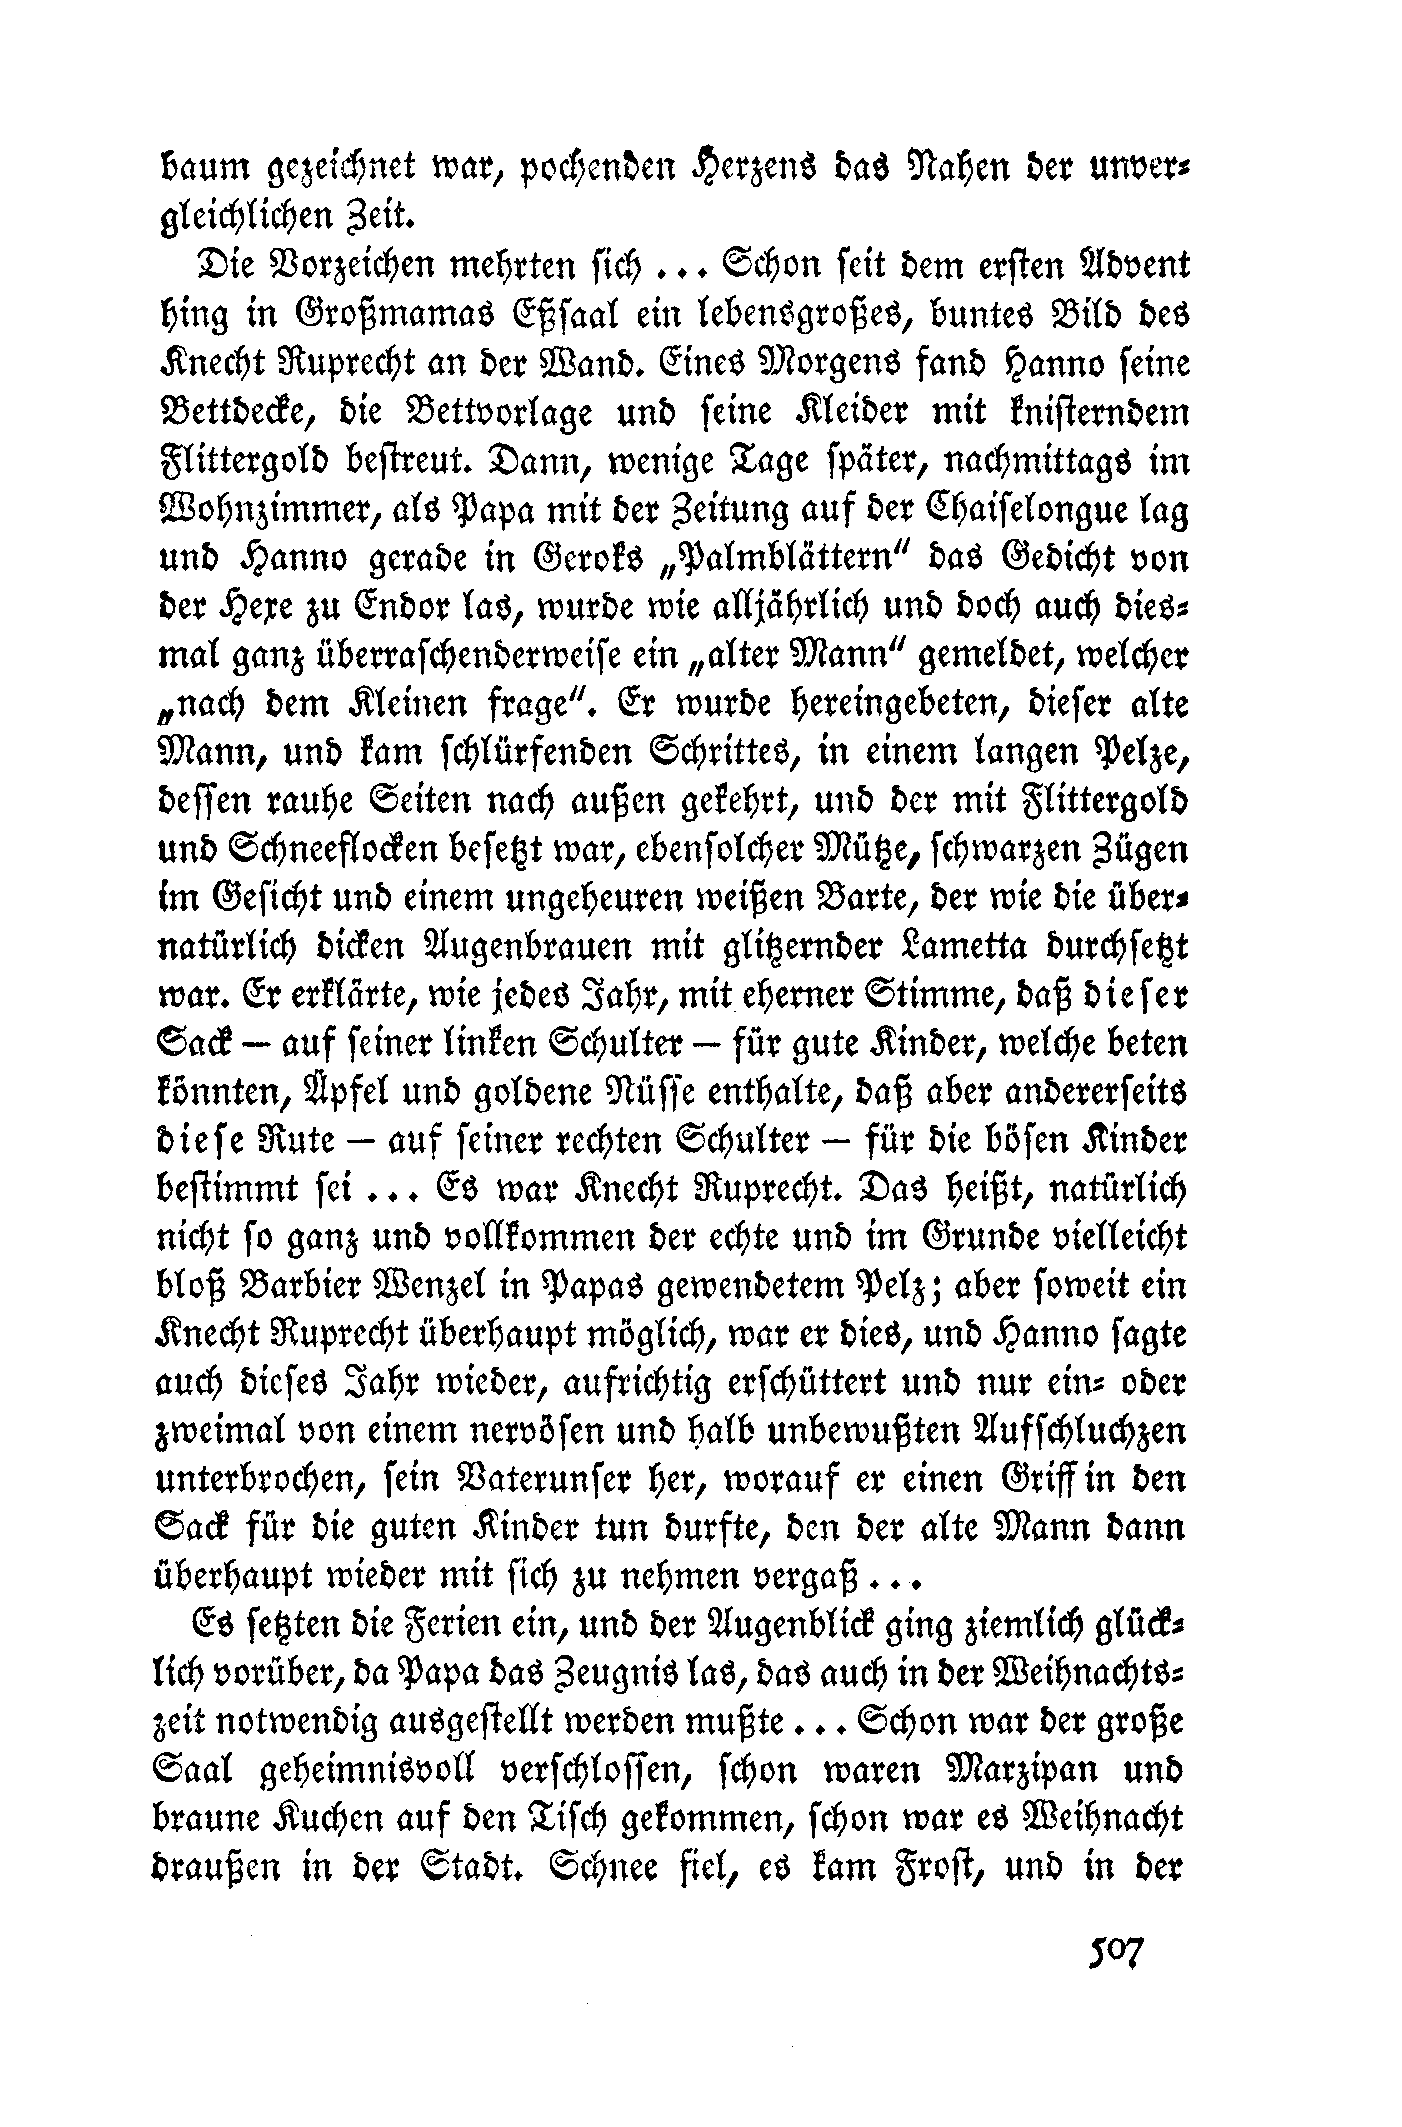 baum gezeichnet war, pochenden Herzens das Nahen der unver-
gleichlichen Zeit.
Die Vorzeichen mehrten sich ... Schon seit dem ersten Advent
hing in Großmamas Eßsaal ein lebensgroßes, buntes Bild des
Knecht Ruprecht an der Wand. Eines Morgens fand Hanno seine
Bettdecke, die Bettvorlage und seine Kleider mit knisterndem
Flittergold bestreut. Dann, wenige Tage später, nachmittags im
Wohnzimmer, als Papa mit der Zeitung auf der Chaiselongue lag
und Hanno gerade in Geroks „Palmblättern“ das Gedicht von
der Hexe zu Endor las, wurde wie alljährlich und doch auch dies-
mal ganz überraschenderweise ein „alter Mann“ gemeldet, welcher
„nach dem Kleinen frage“. Er wurde hereingebeten, dieser alte
Mann, und kam schlürfenden Schrittes, in einem langen Pelze,
dessen rauhe Seiten nach außen gekehrt, und der mit Flittergold
und Schneeflocken besetzt war, ebensolcher Mütze, schwarzen Zügen
im Gesicht und einem ungeheuren weißen Barte, der wie die über-
natürlich dicken Augenbrauen mit glitzernder Lametta durchsetzt
war. Er erklärte, wie jedes Jahr, mit eherner Stimme, daß dieser
Sack – auf seiner linken Schulter – für gute Kinder, welche beten
könnten, Äpfel und goldene Nüsse enthalte, daß aber andererseits
diese Rute – auf seiner rechten Schulter – für die bösen Kinder
bestimmt sei ... Es war Knecht Ruprecht. Das heißt, natürlich
nicht so ganz und vollkommen der echte und im Grunde vielleicht
bloß Barbier Wenzel in Papas gewendetem Pelz; aber soweit ein
Knecht Ruprecht überhaupt möglich, war er dies, und Hanno sagte
auch dieses Jahr wieder, aufrichtig erschüttert und nur ein- oder
zweimal von einem nervösen und halb unbewußten Aufschluchzen
unterbrochen, sein Vaterunser her, worauf er einen Griff in den
Sack für die guten Kinder tun durfte, den der alte Mann dann
überhaupt wieder mit sich zu nehmen vergaß ...
Es setzten die Ferien ein, und der Augenblick ging ziemlich glück-
lich vorüber, da Papa das Zeugnis las, das auch in der Weihnachts-
zeit notwendig ausgestellt werden mußte ... Schon war der große
Saal geheimnisvoll verschlossen, schon waren Marzipan und
braune Kuchen auf den Tisch gekommen, schon war es Weihnacht
draußen in der Stadt. Schnee fiel, es kam Frost, und in der
507